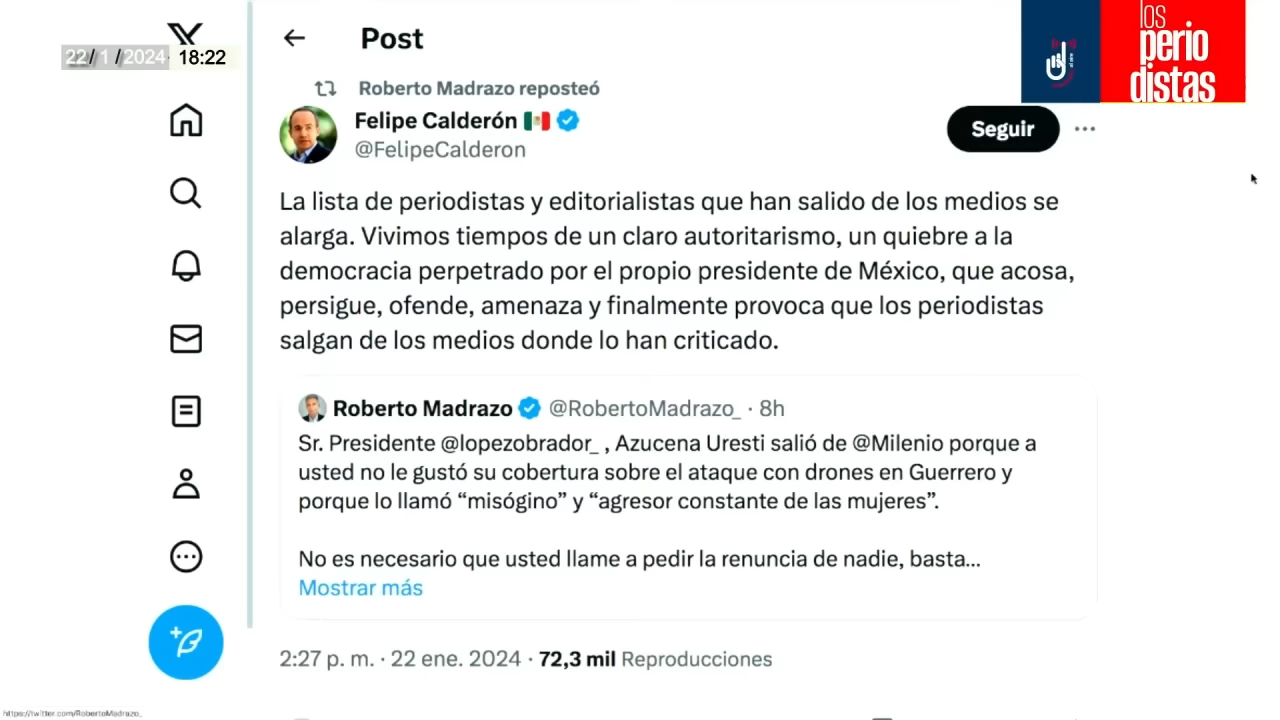 22/ 1 /2024 18:22
Post
los
perio
distas
Roberto Madrazo reposteó
Felipe Calderón
@FelipeCalderon
Seguir
La lista de periodistas y editorialistas que han salido de los medios se
alarga. Vivimos tiempos de un claro autoritarismo, un quiebre a la
democracia perpetrado por el propio presidente de México, que acosa,
persigue, ofende, amenaza y finalmente provoca que los periodistas
salgan de los medios donde lo han criticado.
Roberto Madrazo @RobertoMadrazo_ · 8h
Sr. Presidente @lopezobrador_ , Azucena Uresti salió de @Milenio porque a
usted no le gustó su cobertura sobre el ataque con drones en Guerrero y
porque lo llamó “misógino” y “agresor constante de las mujeres”.
No es necesario que usted llame a pedir la renuncia de nadie, basta...
Mostrar más
2:27 p. m. · 22 ene. 2024 · 72,3 mil Reproducciones
https://twitter.com/RobertoMadrazo_